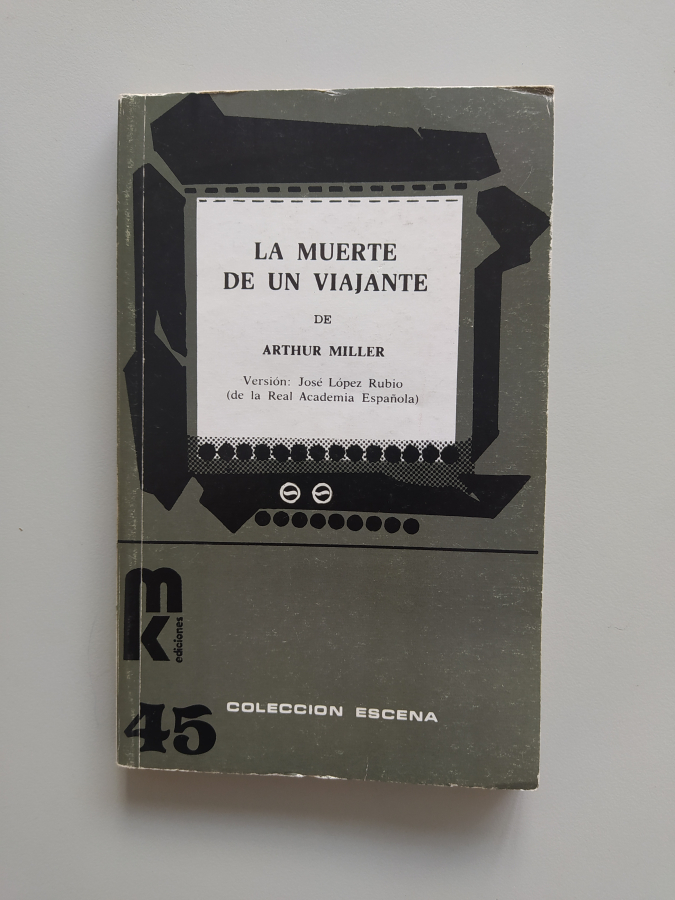 LA MUERTE
DE UN VIAJANTE
DE
ARTHUR MILLER
Versión: José López Rubio
(de la Real Academia Española)
mk
ediciones
45
COLECCION ESCENA